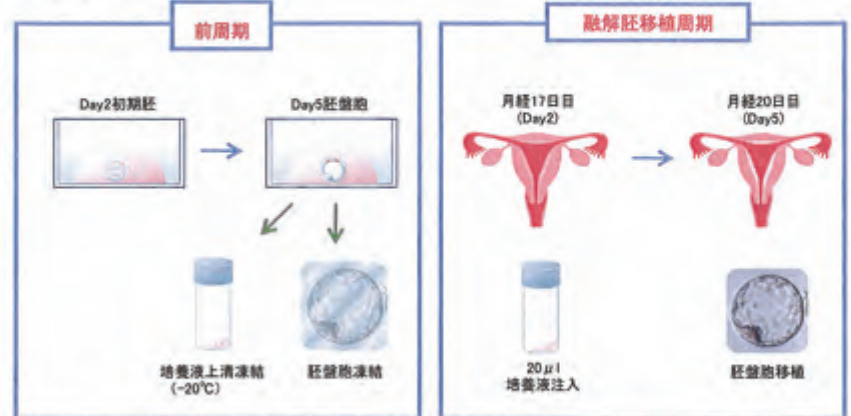 前周期
Day2初期胚
Day5胚盤胞
培養液上清凍結
(-20℃)
胚盤胞凍結
融解胚移植周期
月経17日目
(Day2)
月経20日目
(Day5)
20μl
培養液注入
胚盤胞移植